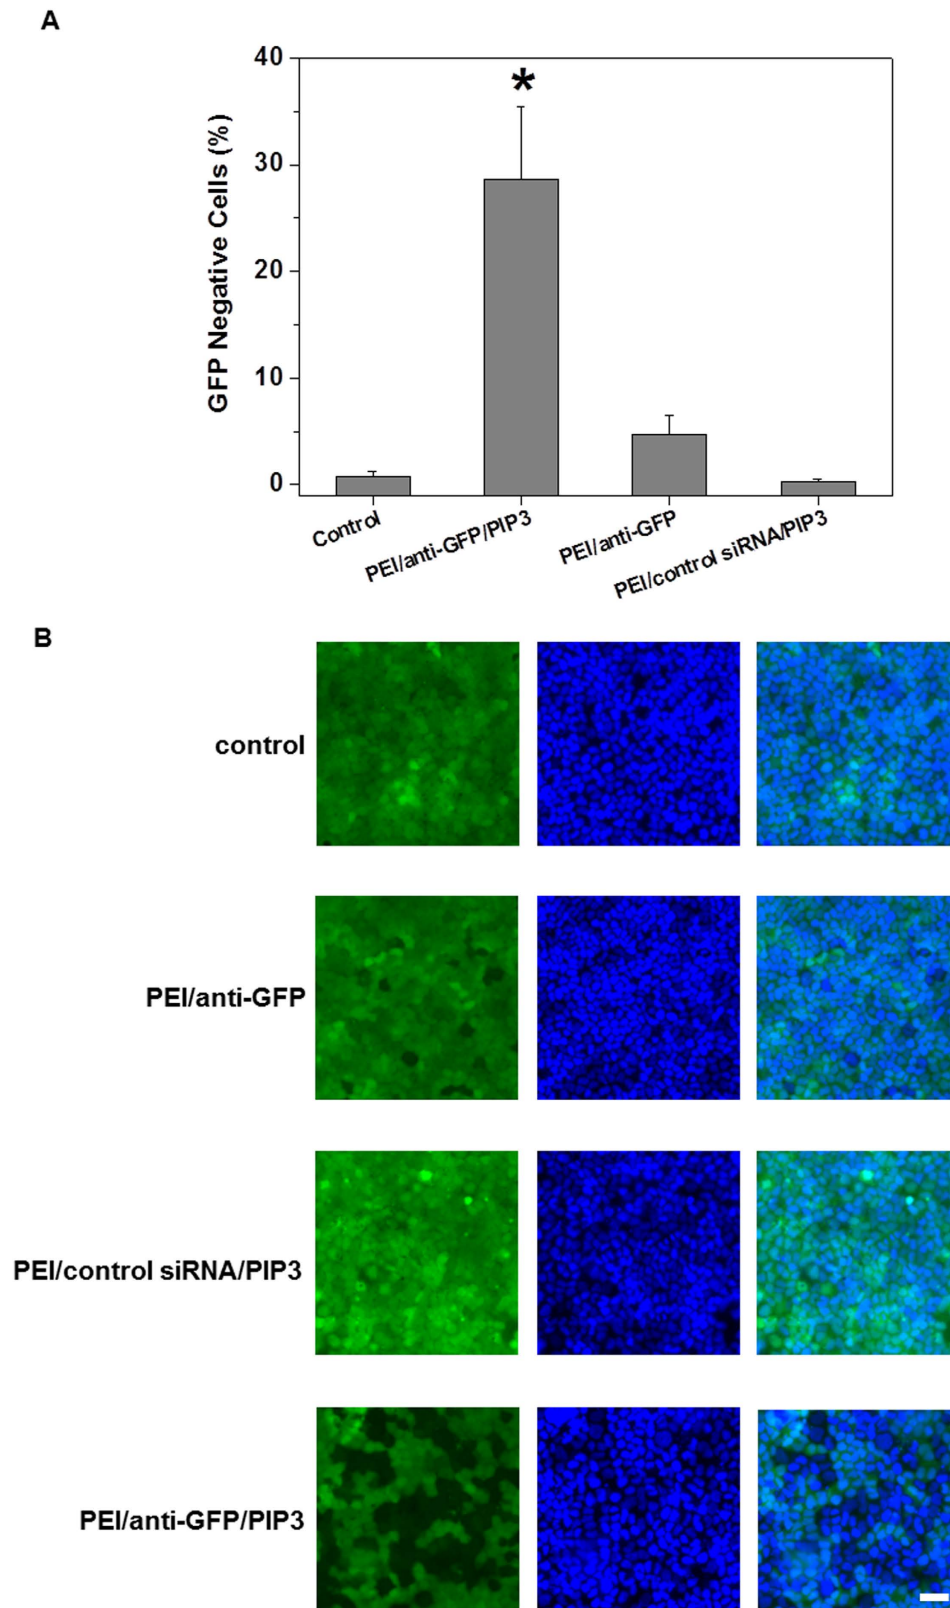 A
40
30
20
10
0
GFP Negative Cells (%)
*
Control
PEI/anti-GFP/PIP3
PEI/anti-GFP
PEI/control siRNA/PIP3
B
control
PEI/anti-GFP
PEI/control siRNA/PIP3
PEI/anti-GFP/PIP3